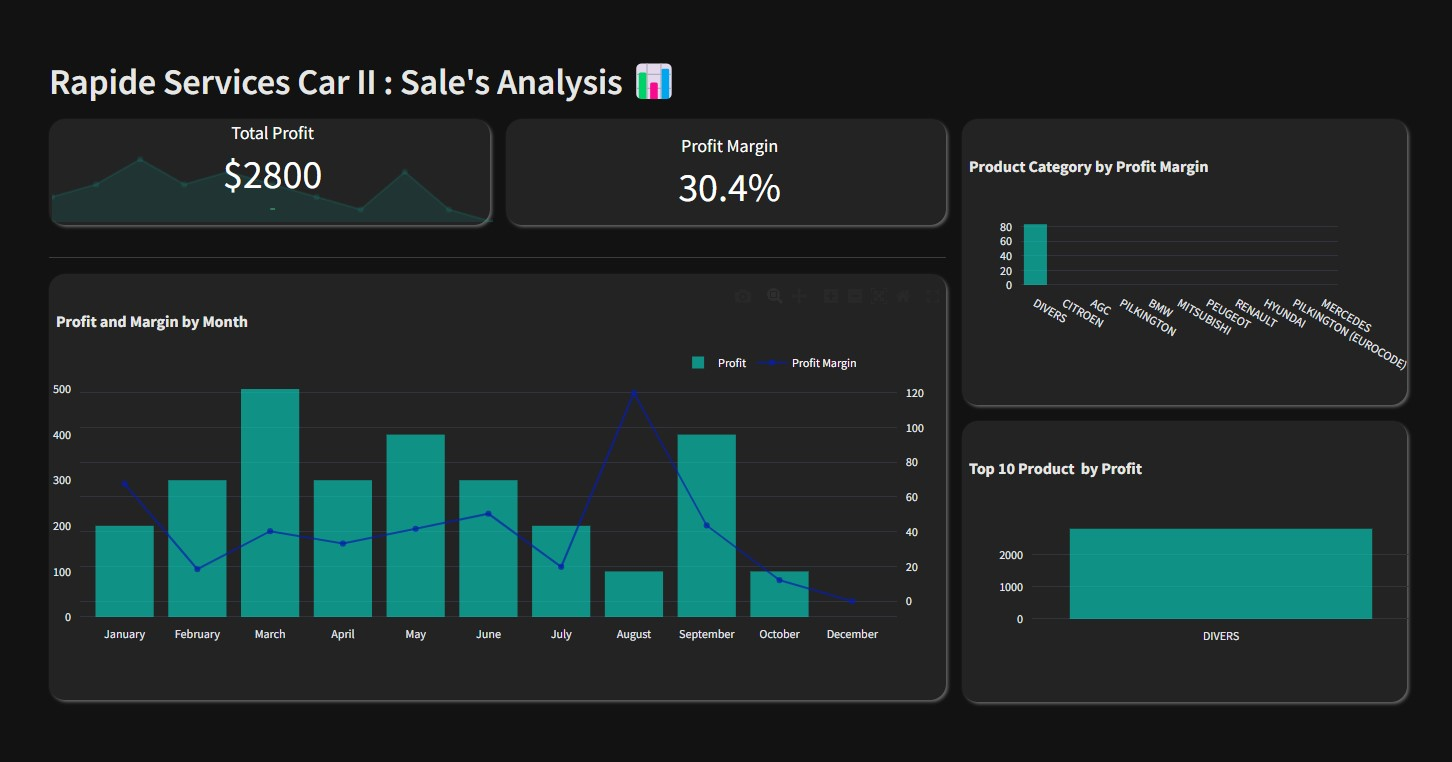 Rapide Services Car II : Sale's Analysis
Total Profit
$2800
-
Profit Margin
30.4%
Product Category by Profit Margin
80
60
40
20
0
DIVERS
CITROEN
AGC
PILKINGTON
BMW
MITSUBISHI
PEUGEOT
RENAULT
HYUNDAI
PILKINGTON (EUROCODE)
MERCEDES
Profit and Margin by Month
Profit
Profit Margin
500
400
300
200
100
0
120
100
80
60
40
20
0
January February March April May June July August September October December
Top 10 Product by Profit
2000
1000
0
DIVERS